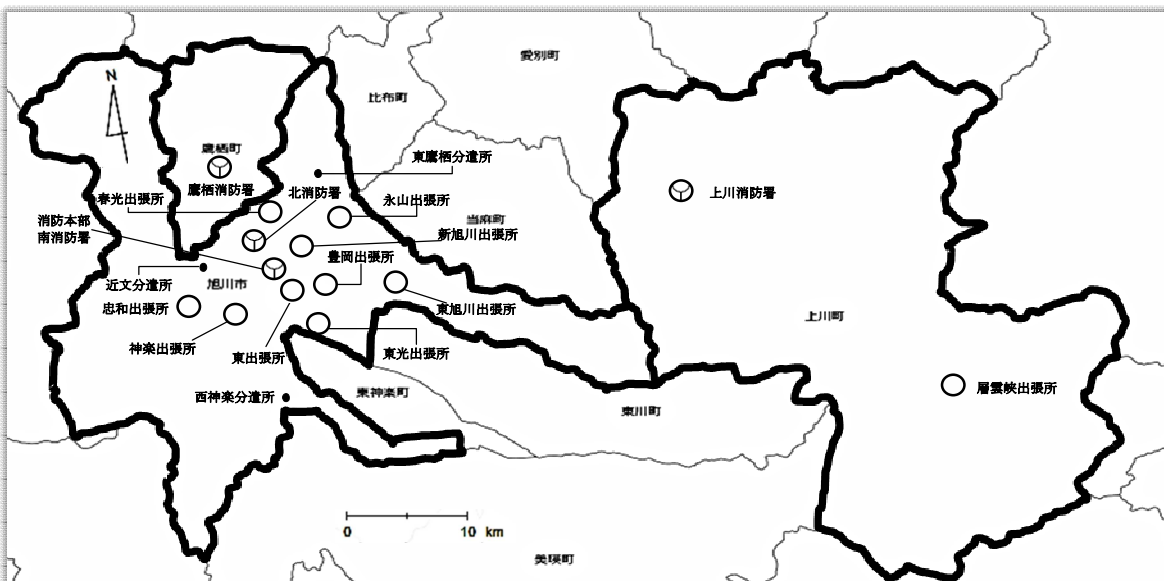 愛別町
N
比布町
鷹栖町
東鷹栖分遣所
鷹栖消防署
北消防署
上川消防署
春光出張所
永山出張所
消防本部
南消防署
当麻町
新旭川出張所
豊岡出張所
近文分遣所
旭川市
忠和出張所
東旭川出張所
上川町
神楽出張所
東出張所
東光出張所
層雲峡出張所
西神楽分遣所
東神楽町
東川町
0 10 km
美瑛町